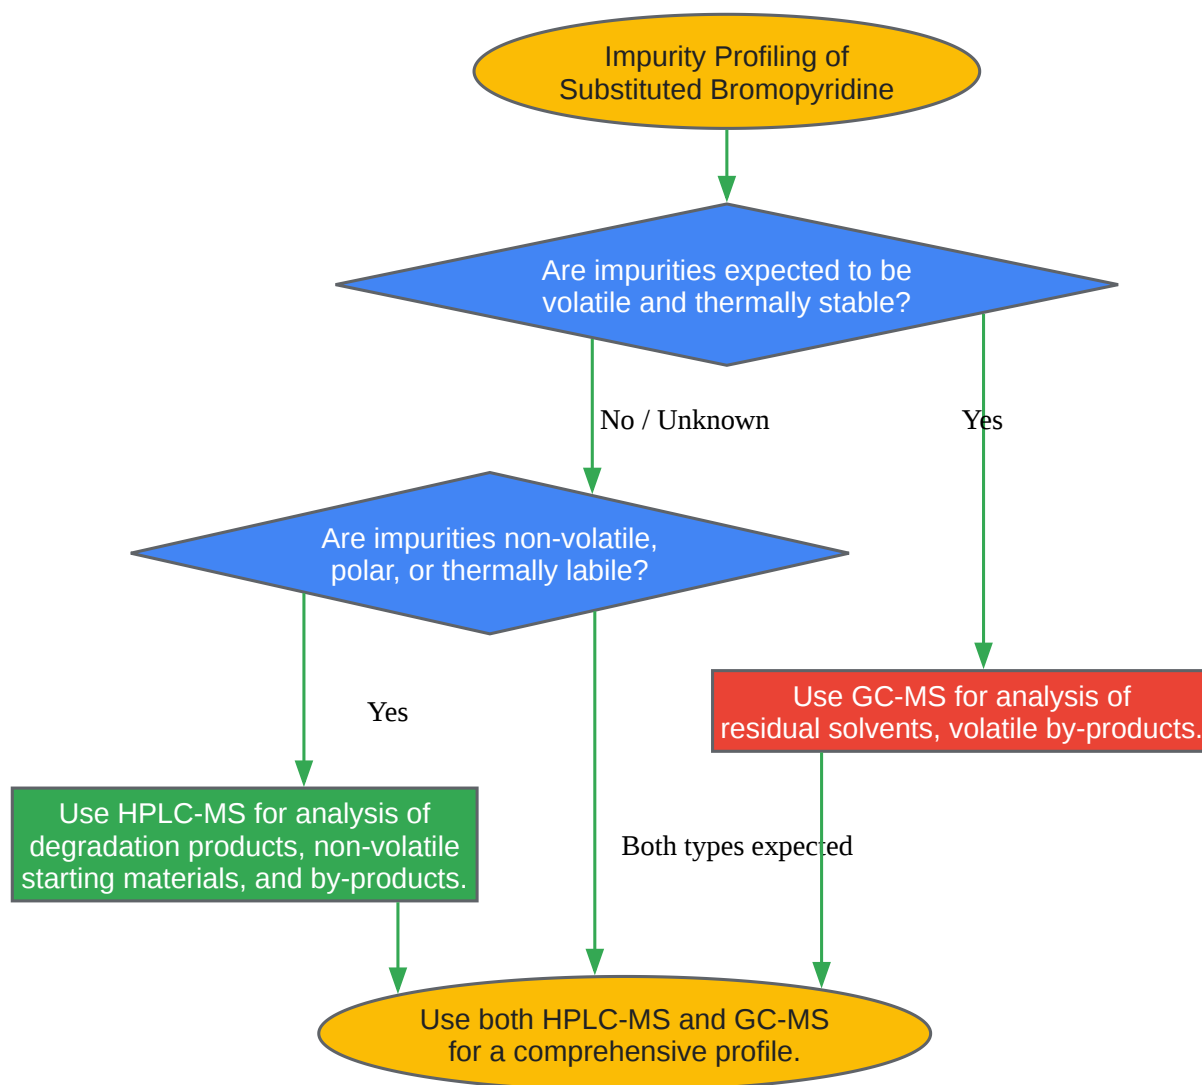 Impurity Profiling of
Substituted Bromopyridine
Are impurities expected to be
volatile and thermally stable?
No / Unknown
Yes
Are impurities non-volatile,
polar, or thermally labile?
Yes
Use GC-MS for analysis of
residual solvents, volatile by-products.
Use HPLC-MS for analysis of
degradation products, non-volatile
starting materials, and by-products.
Both types expected
Use both HPLC-MS and GC-MS
for a comprehensive profile.